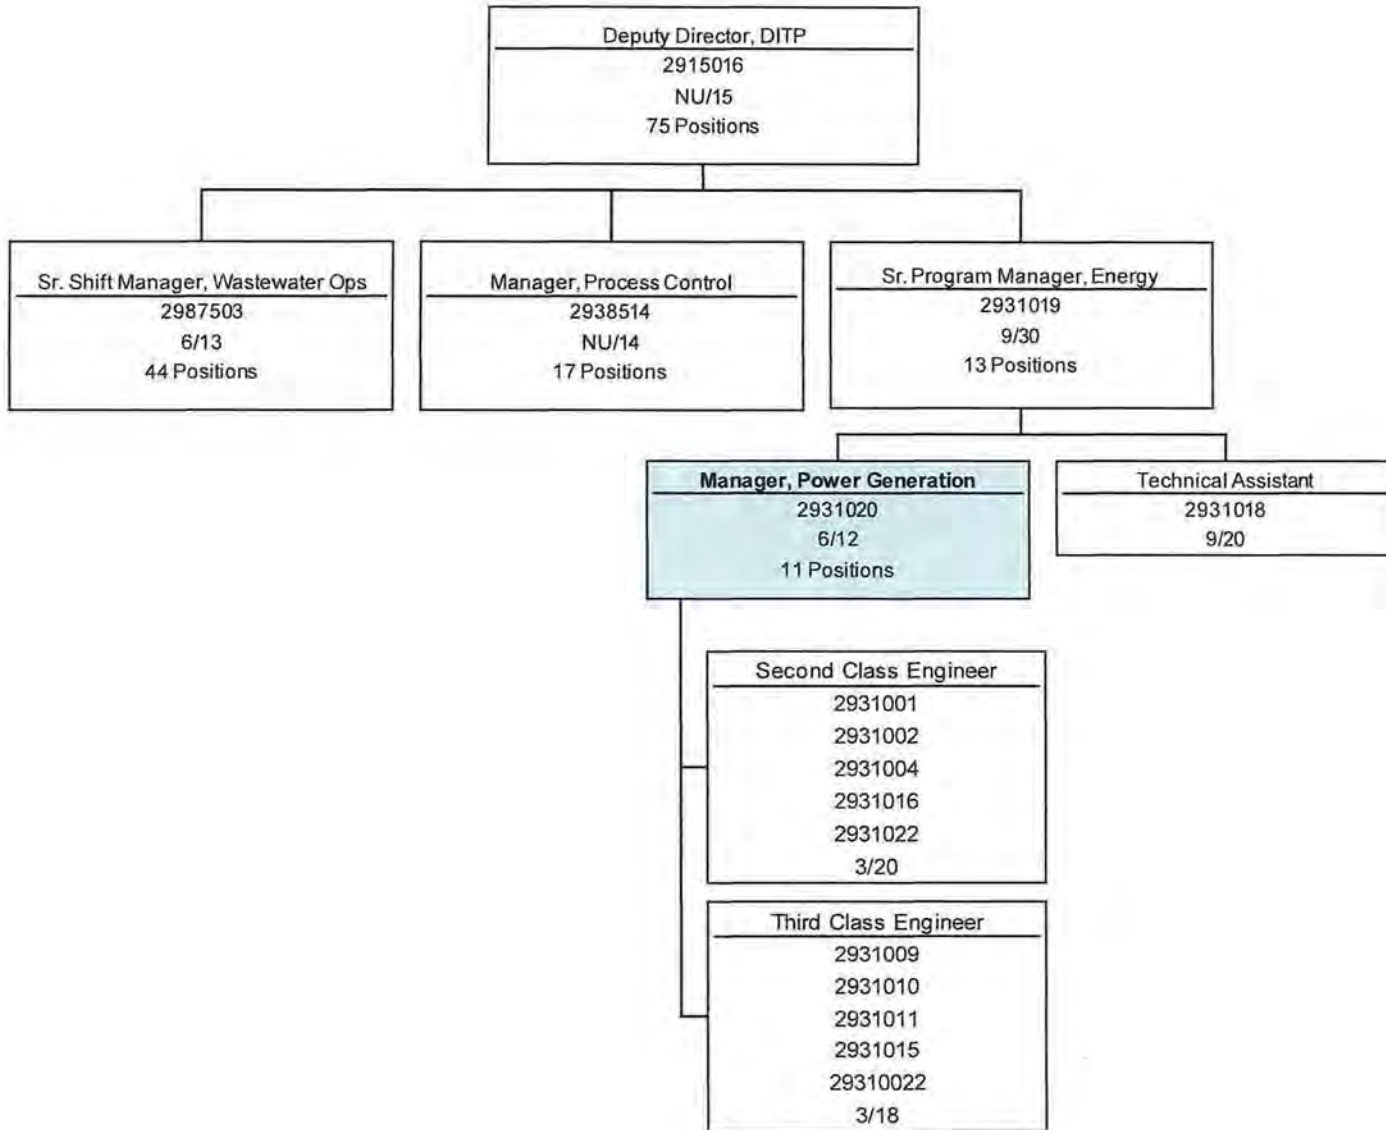 Deputy Director, DITP
2915016
NU/15
75 Positions
Sr. Shift Manager, Wastewater Ops
2987503
6/13
44 Positions
Manager, Process Control
2938514
NU/14
17 Positions
Sr. Program Manager, Energy
2931019
9/30
13 Positions
Manager, Power Generation
2931020
6/12
11 Positions
Technical Assistant
2931018
9/20
Second Class Engineer
2931001
2931002
2931004
2931016
2931022
3/20
Third Class Engineer
2931009
2931010
2931011
2931015
29310022
3/18